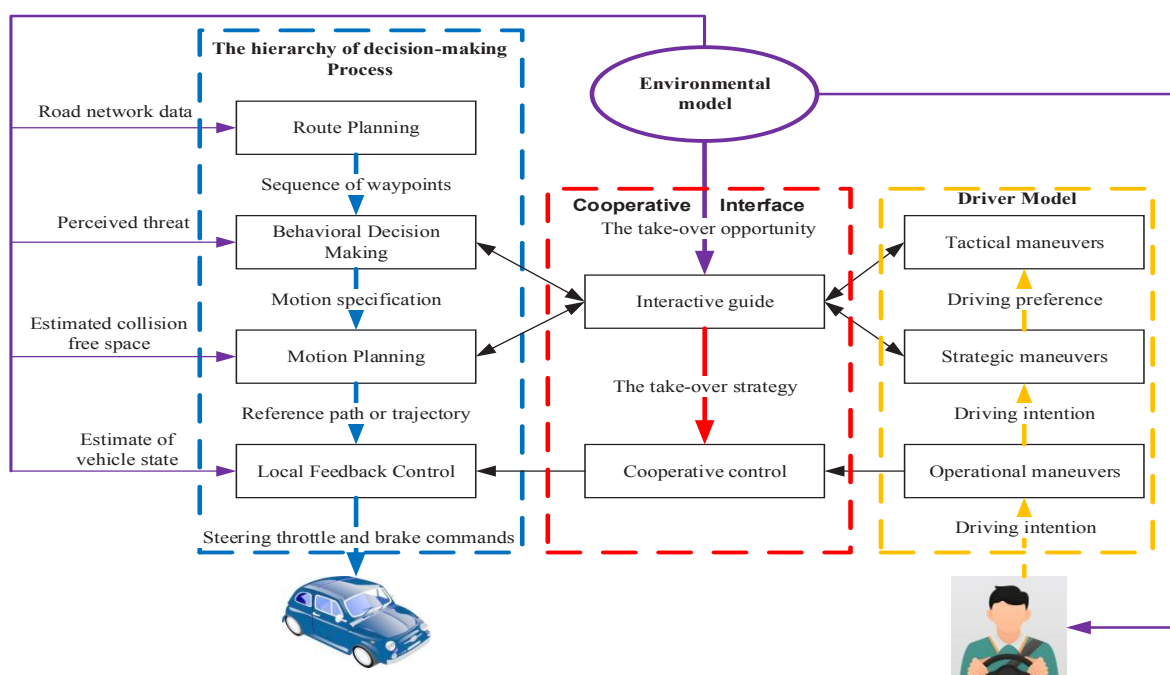 The hierarchy of decision-making
Process
Environmental
model
Road network data
Route Planning
Sequence of waypoints
Perceived threat
Behavioral Decision
Making
Motion specification
Estimated collision
free space
Motion Planning
Reference path or trajectory
Estimate of
vehicle state
Local Feedback Control
Steering throttle and brake commands
Cooperative Interface
The take-over opportunity
Interactive guide
The take-over strategy
Cooperative control
Driver Model
Tactical maneuvers
Driving preference
Strategic maneuvers
Driving intention
Operational maneuvers
Driving intention